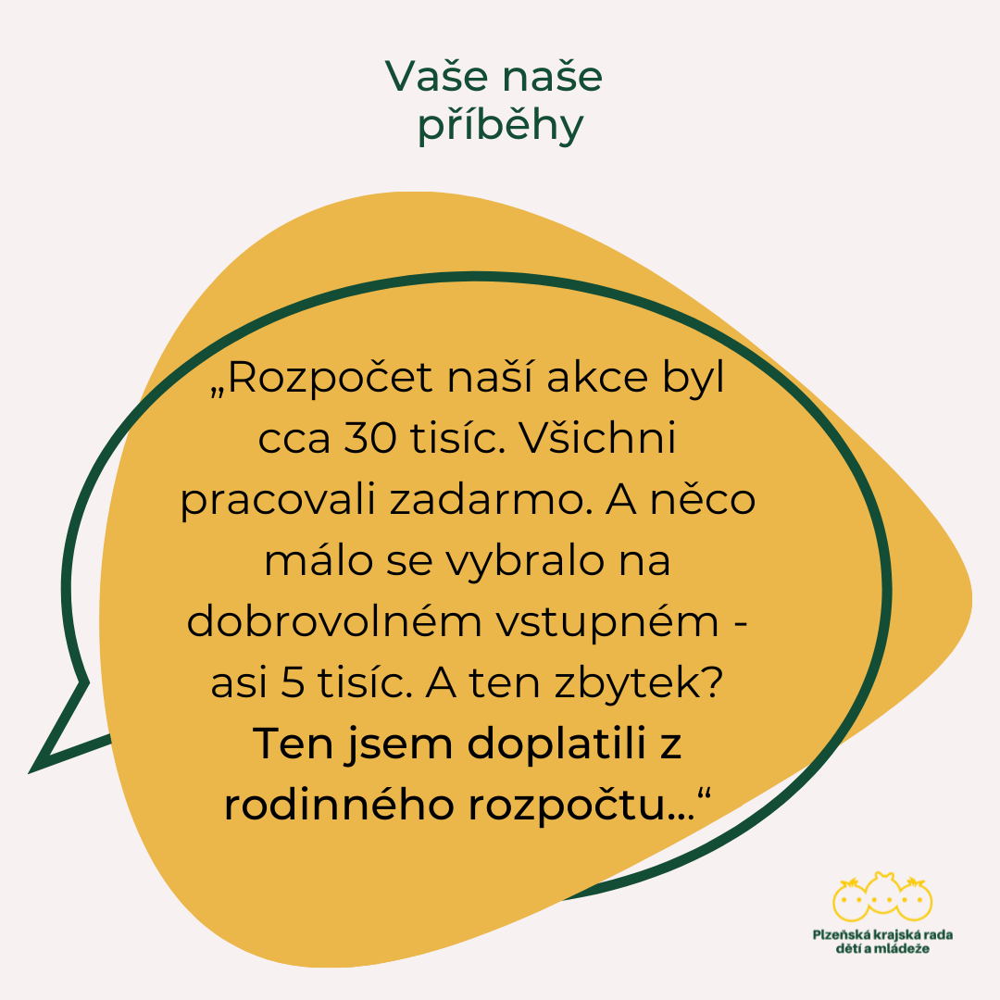 Vaše naše
příběhy
„Rozpočet naší akce byl
cca 30 tisíc. Všichni
pracovali zadarmo. A něco
málo se vybralo na
dobrovolném vstupném -
asi 5 tisíc. A ten zbytek?
Ten jsem doplatili z
rodinného rozpočtu...“
Plzeňská krajská rada
dětí a mládeže